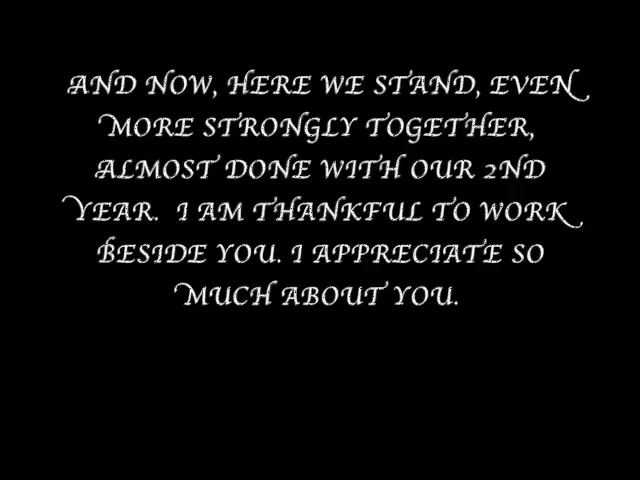 AND NOW, HERE WE STAND, EVEN
MORE STRONGLY TOGETHER,
ALMOST DONE WITH OUR 2ND
YEAR.  I AM THANKFUL TO WORK
BESIDE YOU. I APPRECIATE SO
MUCH ABOUT YOU.